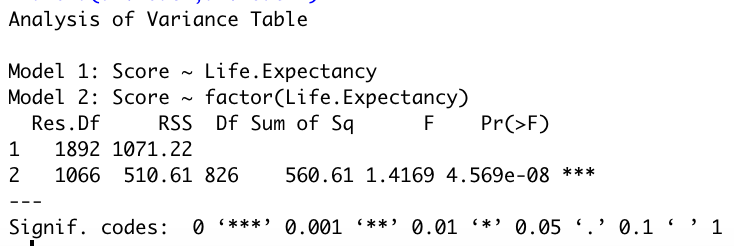 Analysis of Variance Table
Model 1: Score ~ Life.Expectancy
Model 2: Score ~ factor(Life.Expectancy)
Res.Df RSS Df Sum of Sq F Pr(>F)
1 1892 1071.22
2 1066 510.61 826 560.61 1.4169 4.569e-08 ***
---
Signif. codes: 0 ‘***’ 0.001 ‘**’ 0.01 ‘*’ 0.05 ‘.’ 0.1 ‘ ’ 1